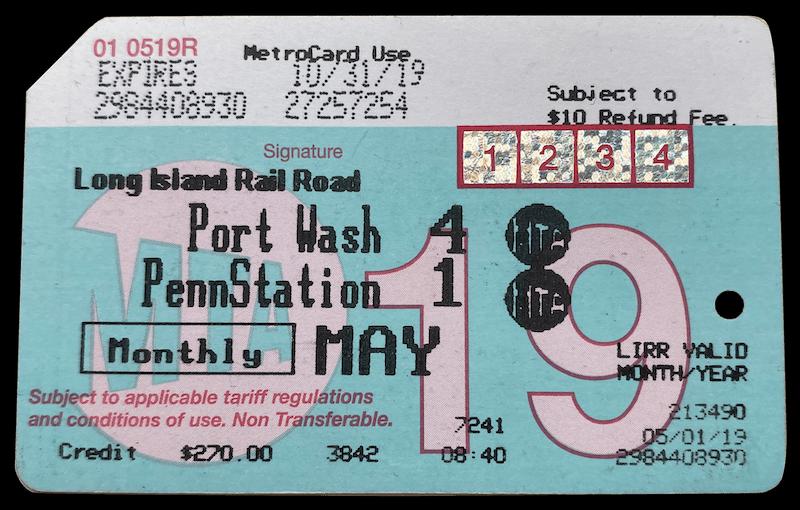 01 0519R
MetroCard Use
EXPIRES 10/31/19
2984408930 27257254
Subject to
$10 Refund Fee.
1 2 3 4
Signature
Long Island Rail Road
Port Wash 4 MTA
PennStation 1 MTA
MTA
19
Monthly MAY
LIRR VALID
MONTH/YEAR
Subject to applicable tariff regulations
and conditions of use. Non Transferable.
213490
7241
05/01/19
Credit $270.00 3842 08:40
2984408930